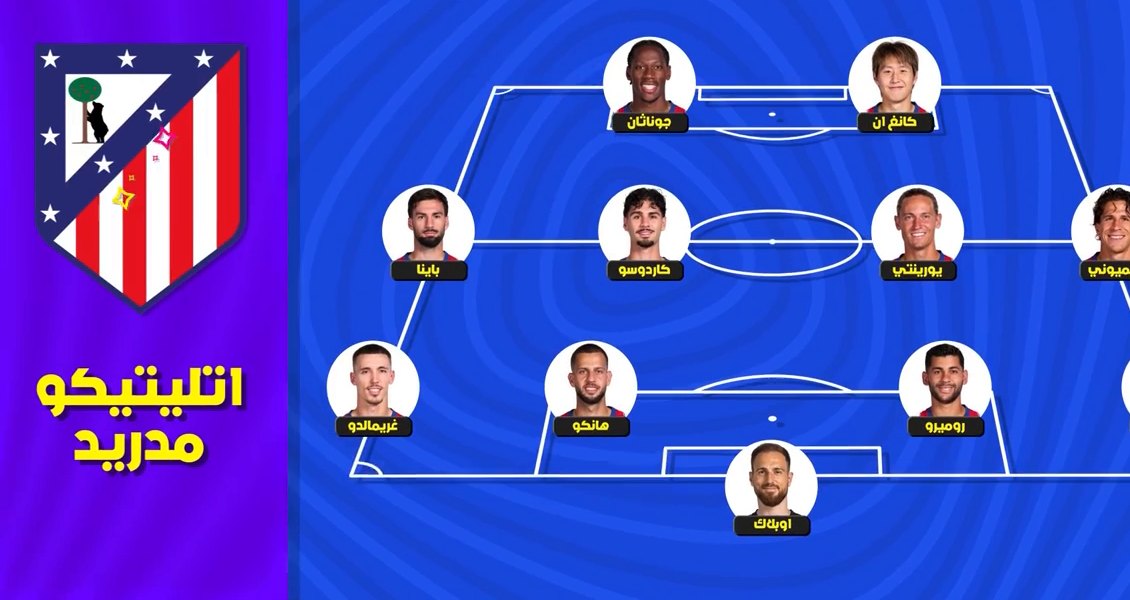 اتليتيكو
مدريد
جوناثان
كانغ ان
باينا
كاردوسو
يورينتي
غريمالدو
هانكو
روميرو
اوبلاك